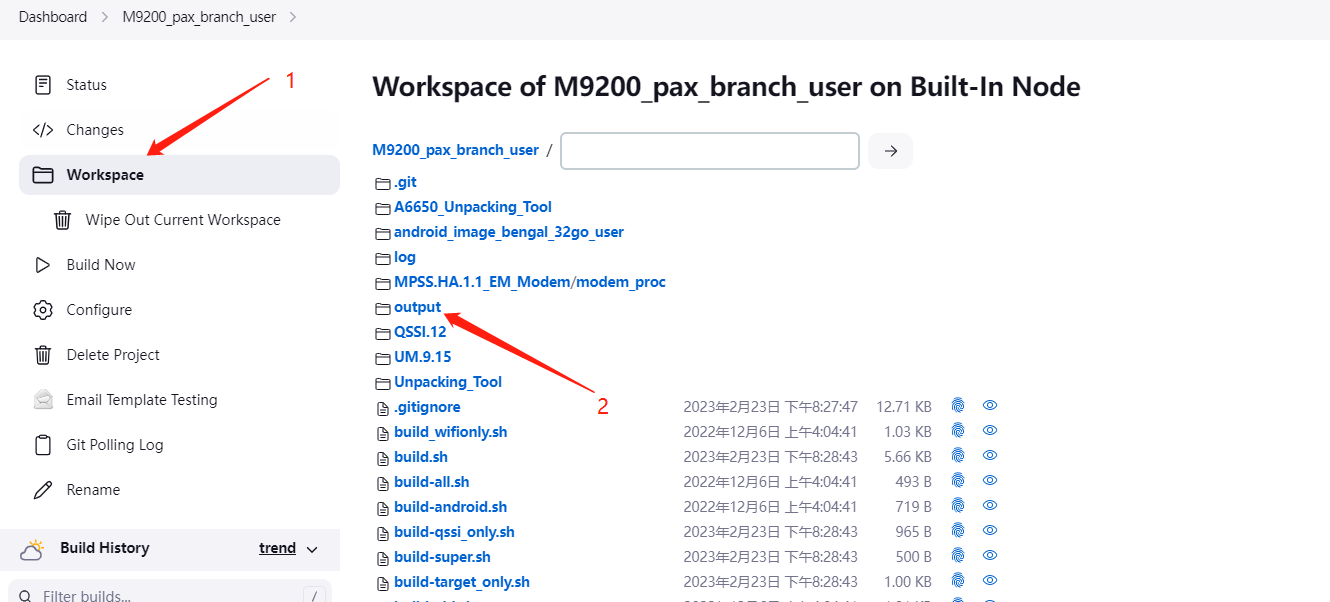 Dashboard > M9200_pax_branch_user >
Status
1
Changes
Workspace
Wipe Out Current Workspace
Build Now
Configure
Delete Project
Email Template Testing
Git Polling Log
Rename
Build History trend
Filter builds... /
Workspace of M9200_pax_branch_user on Built-In Node
M9200_pax_branch_user /
.git
A6650_Unpacking_Tool
android_image_bengal_32go_user
log
MPSS.HA.1.1_EM_Modem/modem_proc
output
QSSI.12
UM.9.15
Unpacking_Tool
2
.gitignore 2023年2月23日 下午8:27:47 12.71 KB
build_wifionly.sh 2022年12月6日 上午4:04:41 1.03 KB
build.sh 2023年2月23日 下午8:28:43 5.66 KB
build-all.sh 2022年12月6日 上午4:04:41 493 B
build-android.sh 2022年12月6日 上午4:04:41 719 B
build-qssi_only.sh 2023年2月23日 下午8:28:43 965 B
build-super.sh 2023年2月23日 下午8:28:43 500 B
build-target_only.sh 2023年2月23日 下午8:28:43 1.00 KB